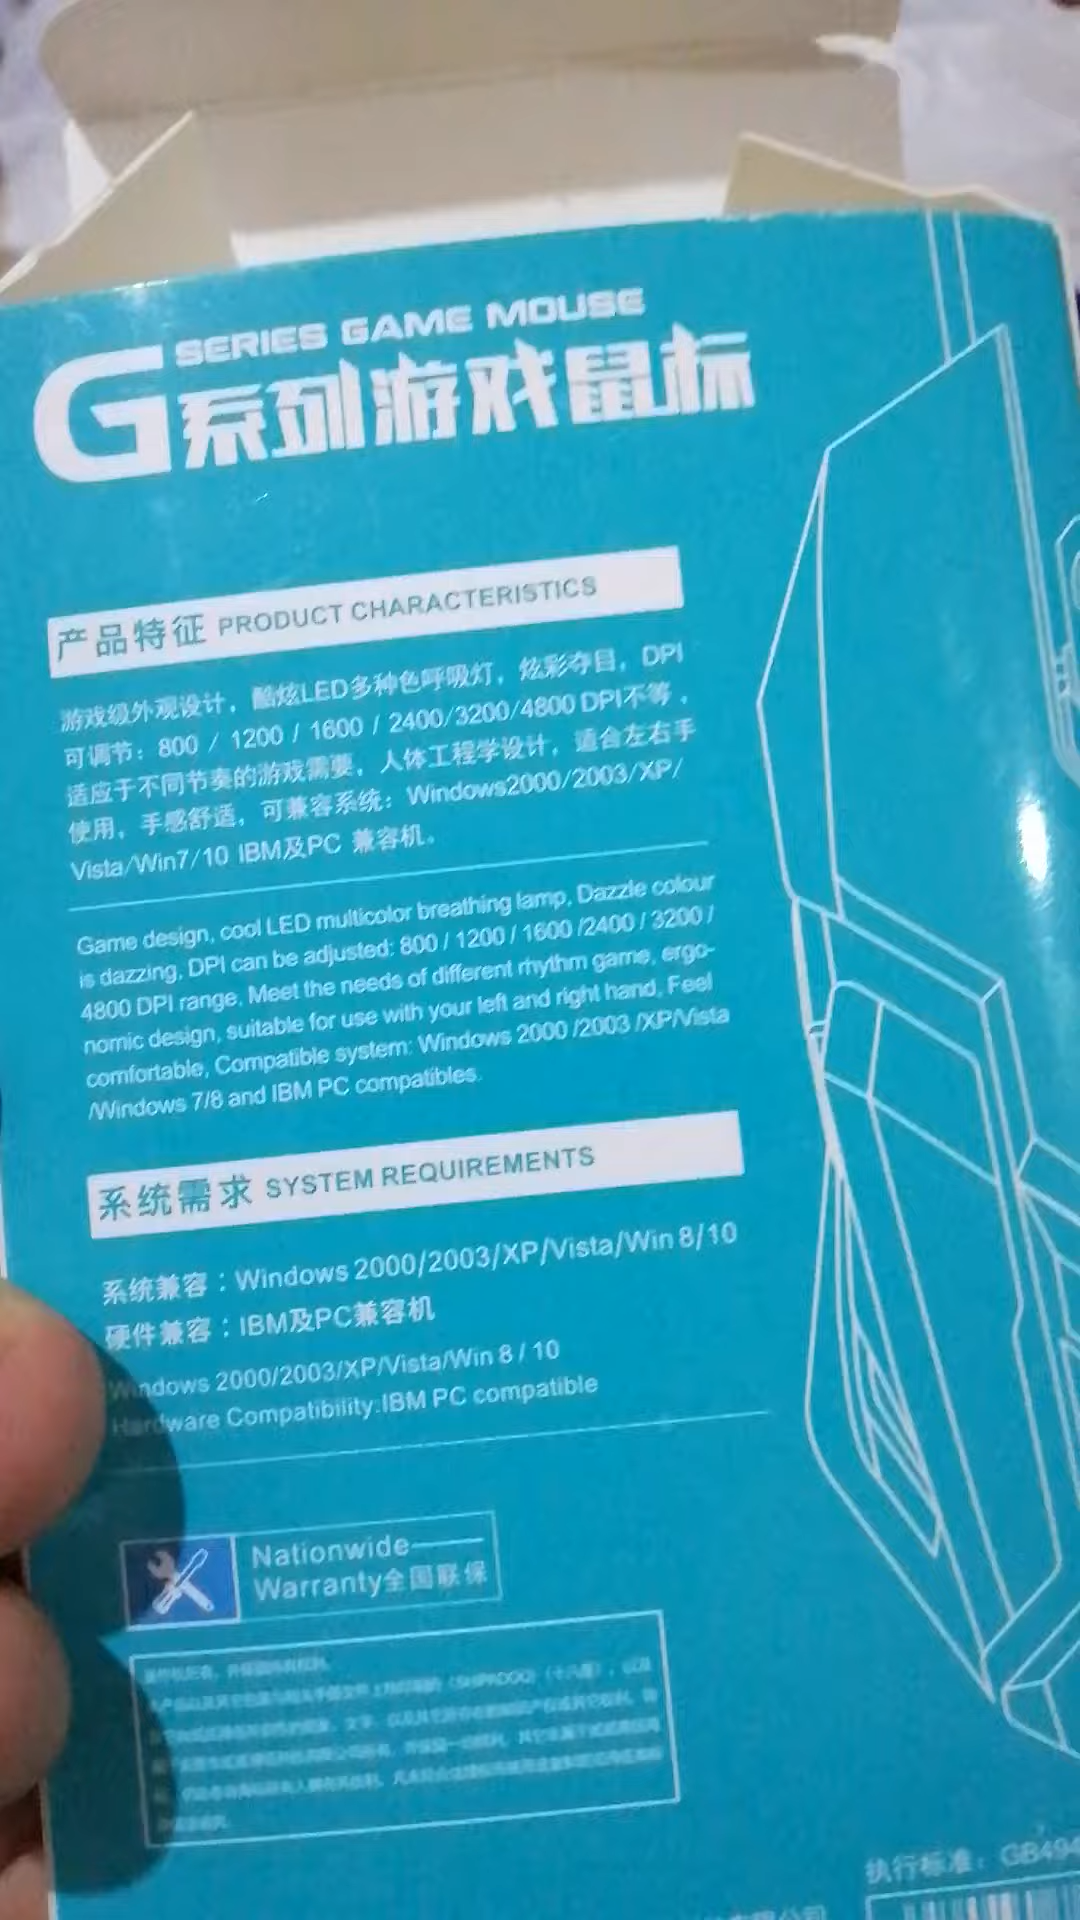 SERIES GAME MOUSE
G系列游戏鼠标
产品特征 PRODUCT CHARACTERISTICS
游戏级外观设计，酷炫LED多种色呼吸灯，炫彩夺目，DPI
可调节：800 / 1200 / 1600 / 2400/3200/4800 DPI不等，
适应于不同节奏的游戏需要，人体工程学设计，适合左右手
使用，手感舒适，可兼容系统：Windows2000/2003/XP/
Vista/Win7/10 IBM及PC 兼容机。
Game design, cool LED multicolor breathing lamp, Dazzle colour
is dazzing, DPI can be adjusted: 800 / 1200 / 1600 /2400 / 3200 /
4800 DPI range, Meet the needs of different rhythm game, ergo-
nomic design, suitable for use with your left and right hand, Feel
comfortable, Compatible system: Windows 2000 /2003 /XP/Vista
/Windows 7/8 and IBM PC compatibles.
系统需求 SYSTEM REQUIREMENTS
系统兼容：Windows 2000/2003/XP/Vista/Win 8/10
硬件兼容：IBM及PC兼容机
Windows 2000/2003/XP/Vista/Win 8 / 10
Hardware Compatibility:IBM PC compatible
Nationwide
Warranty全国联保
执行标准：GB494
有限公司